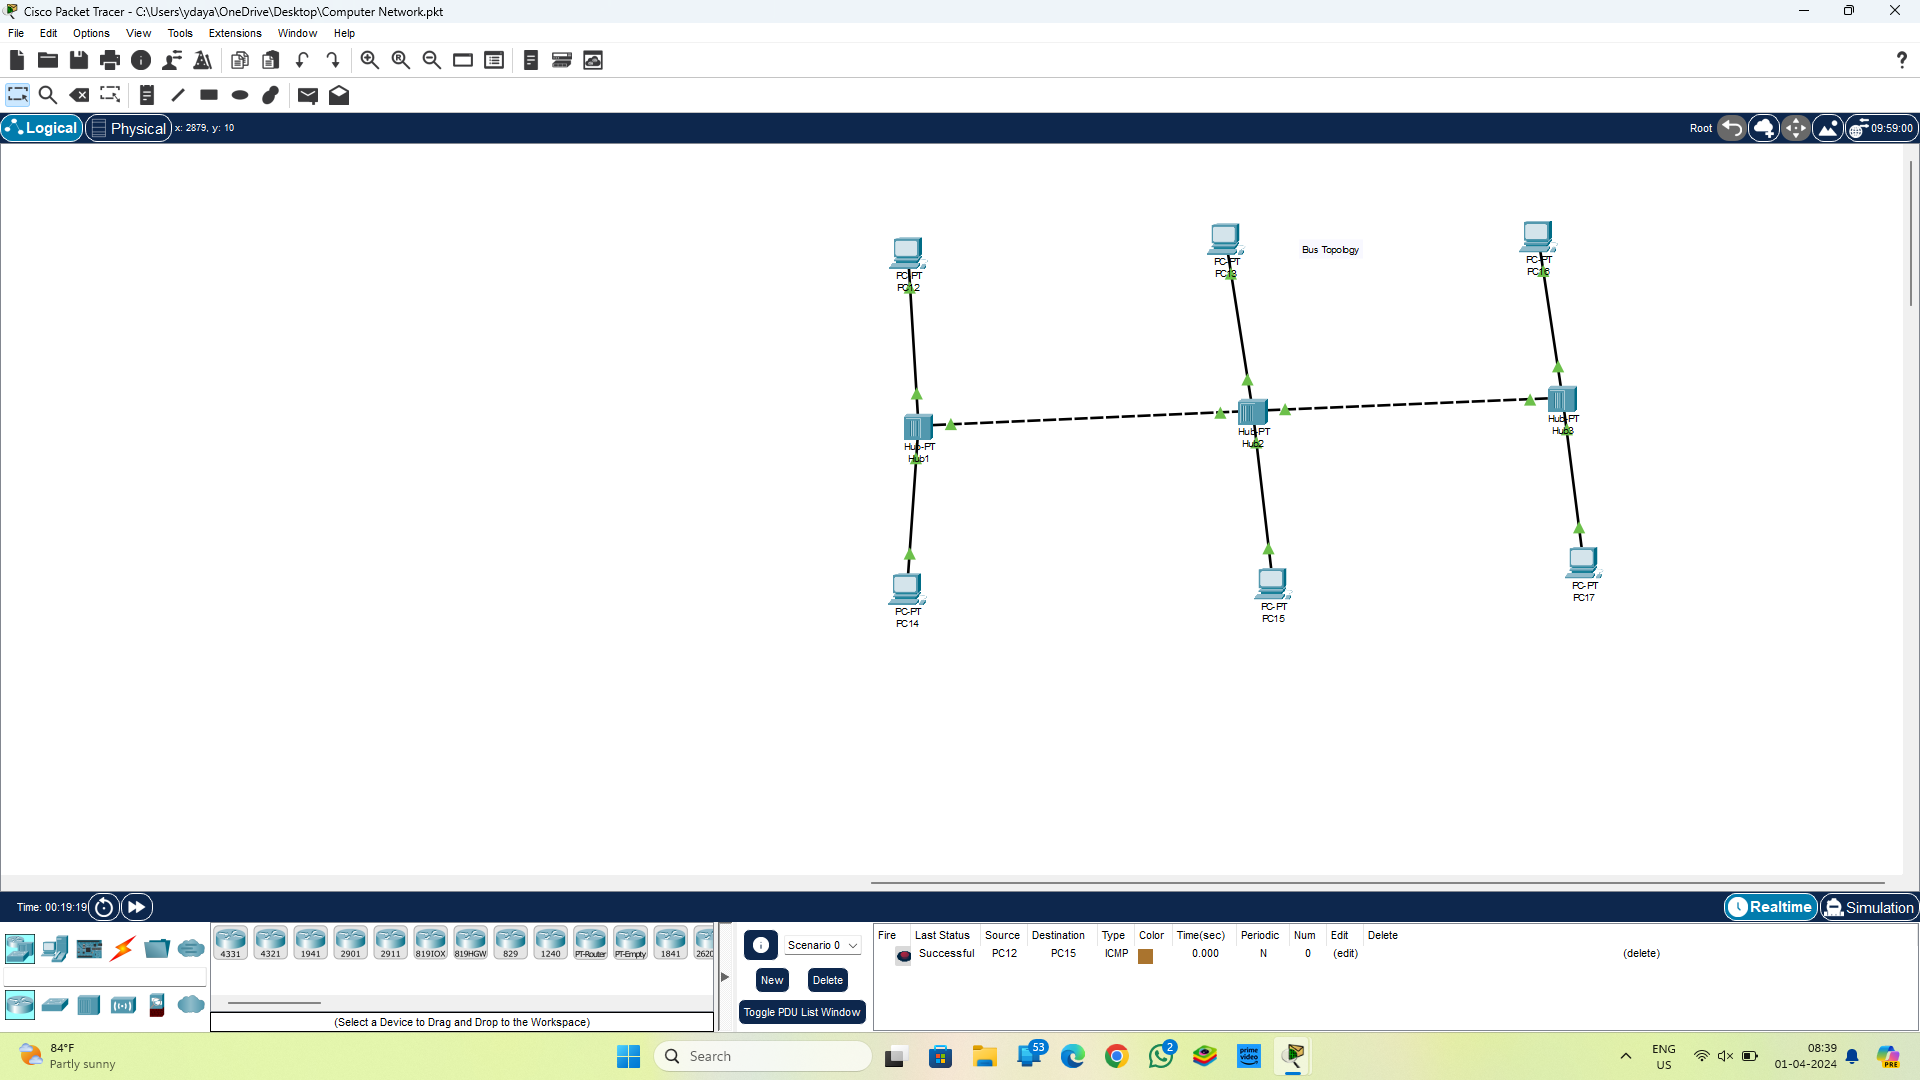 Cisco Packet Tracer - C:\Users\ydaya\OneDrive\Desktop\Computer Network.pkt
File Edit Options View Tools Extensions Window Help
?
Logical Physical x: 2879, y: 10 Root 09:59:00
PC-PT
PC12
PC-PT
PC13
Bus Topology
PC-PT
PC16
Hub-PT
Hub1
Hub-PT
Hub2
Hub-PT
Hub3
PC-PT
PC14
PC-PT
PC15
PC-PT
PC17
Time: 00:19:19 Realtime Simulation
4331 4321 1941 2901 2911 819IOX 819HGW 829 1240 PT-Router PT-Empty 1841 2620
(Select a Device to Drag and Drop to the Workspace)
Scenario 0
New Delete
Toggle PDU List Window
Fire Last Status Source Destination Type Color Time(sec) Periodic Num Edit Delete
Successful PC12 PC15 ICMP 0.000 N 0 (edit) (delete)
84°F
Partly sunny
Search
53
2
prime video
ENG
US
08:39
01-04-2024
PRE